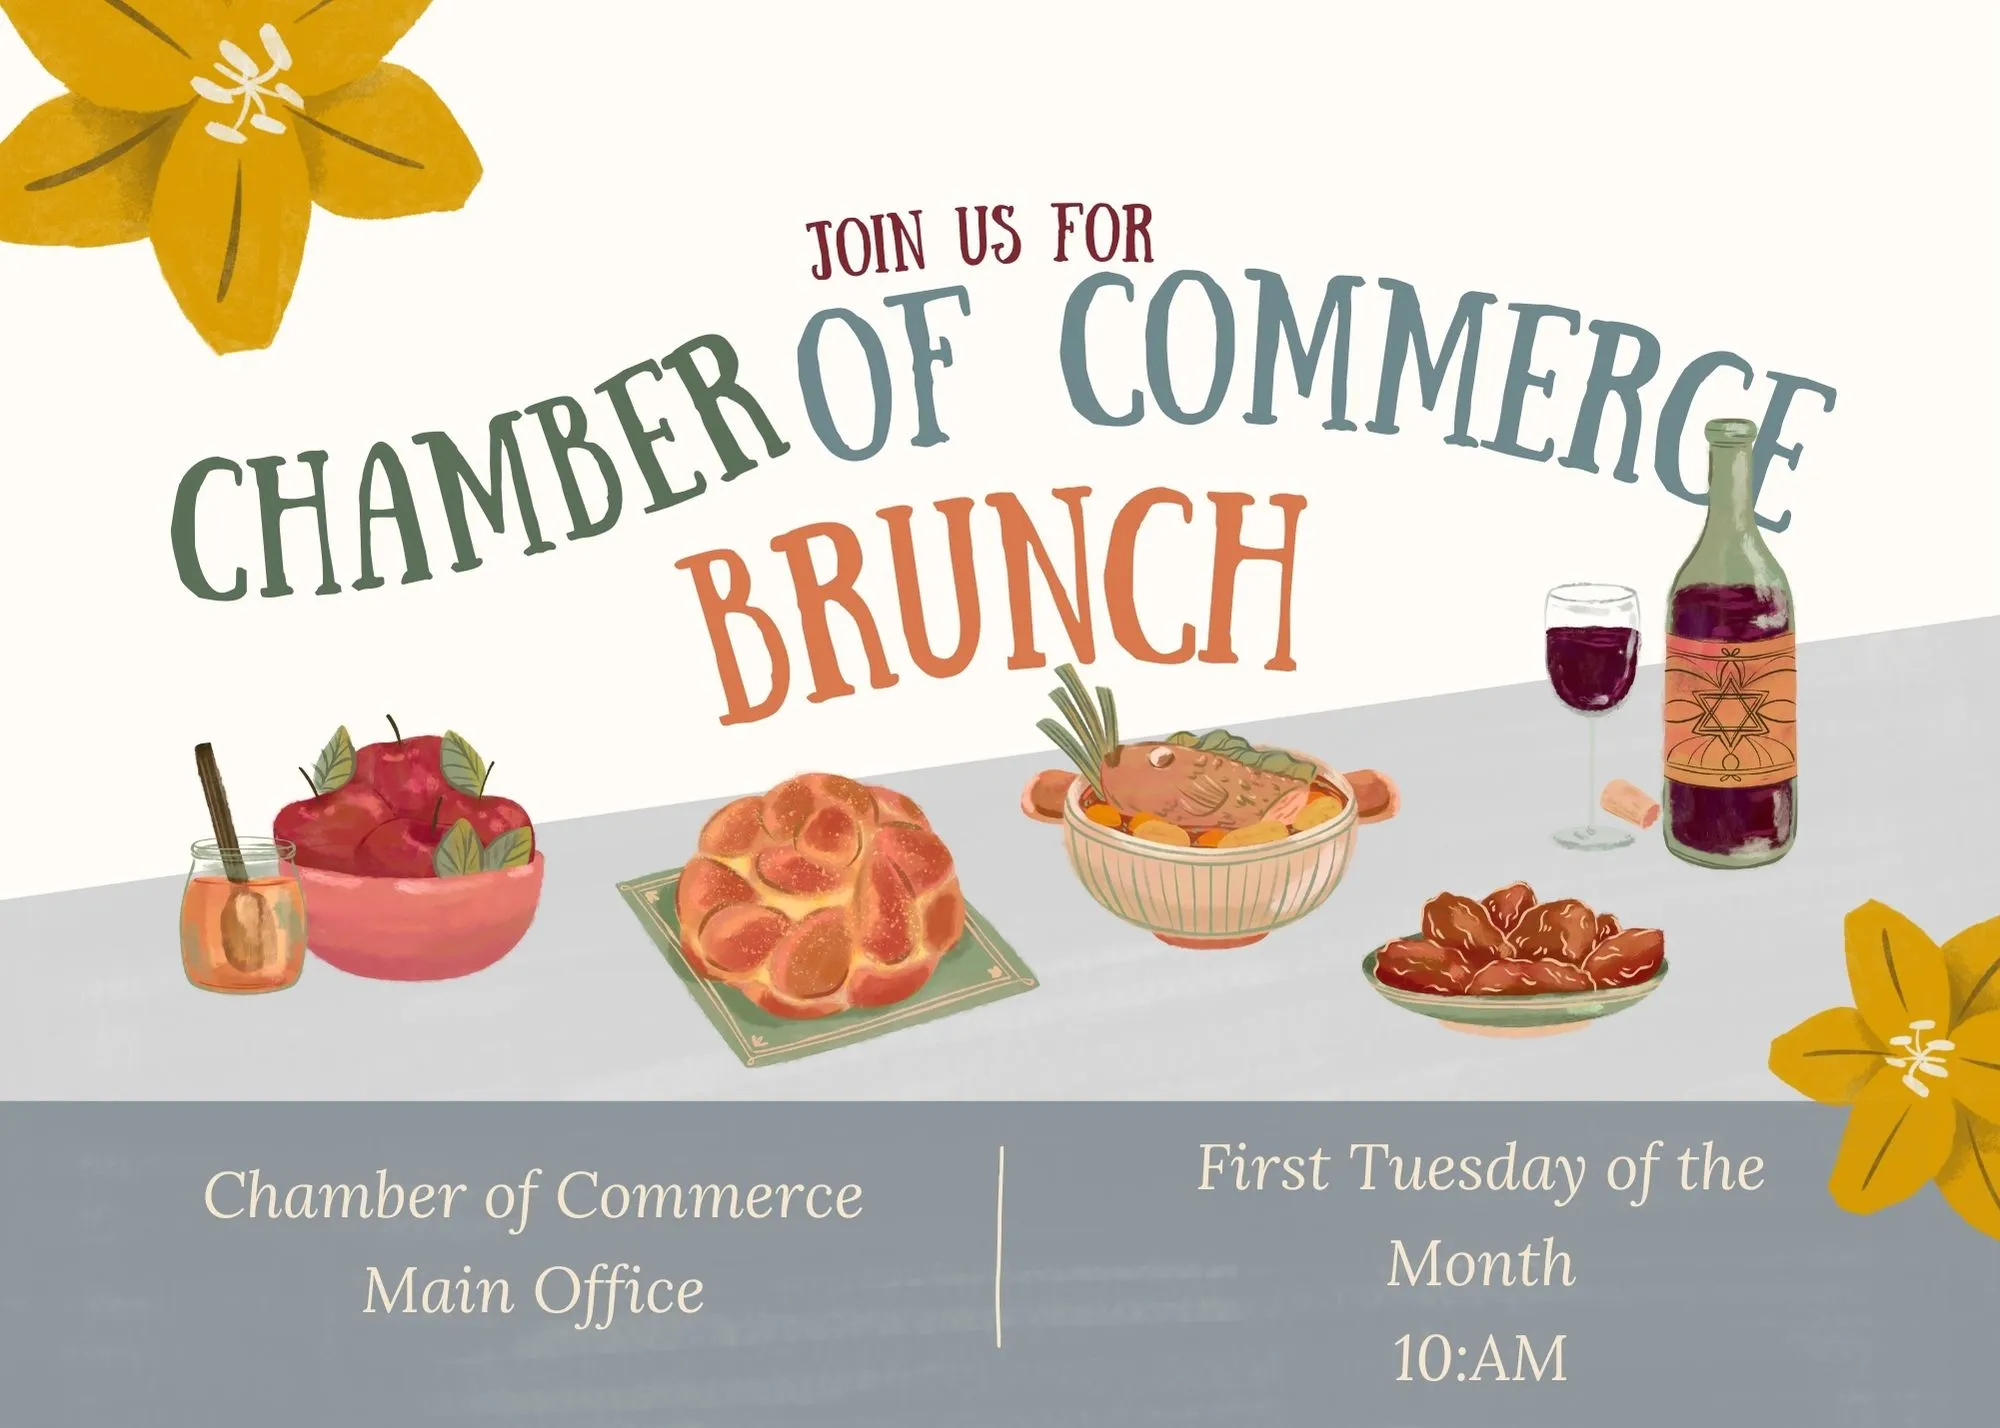 JOIN US FOR
CHAMBER OF COMMERCE
BRUNCH
Chamber of Commerce
Main Office
First Tuesday of the
Month
10:AM